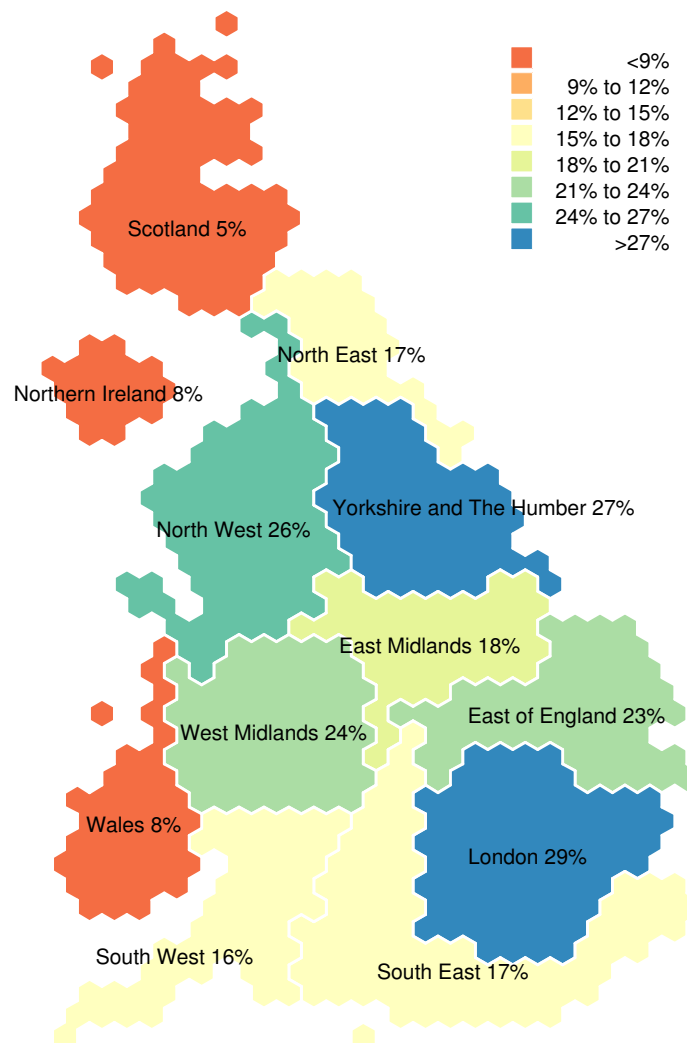 <9%
9% to 12%
12% to 15%
15% to 18%
18% to 21%
21% to 24%
24% to 27%
>27%
Scotland 5%
North East 17%
Northern Ireland 8%
Yorkshire and The Humber 27%
North West 26%
East Midlands 18%
East of England 23%
West Midlands 24%
Wales 8%
London 29%
South West 16%
South East 17%